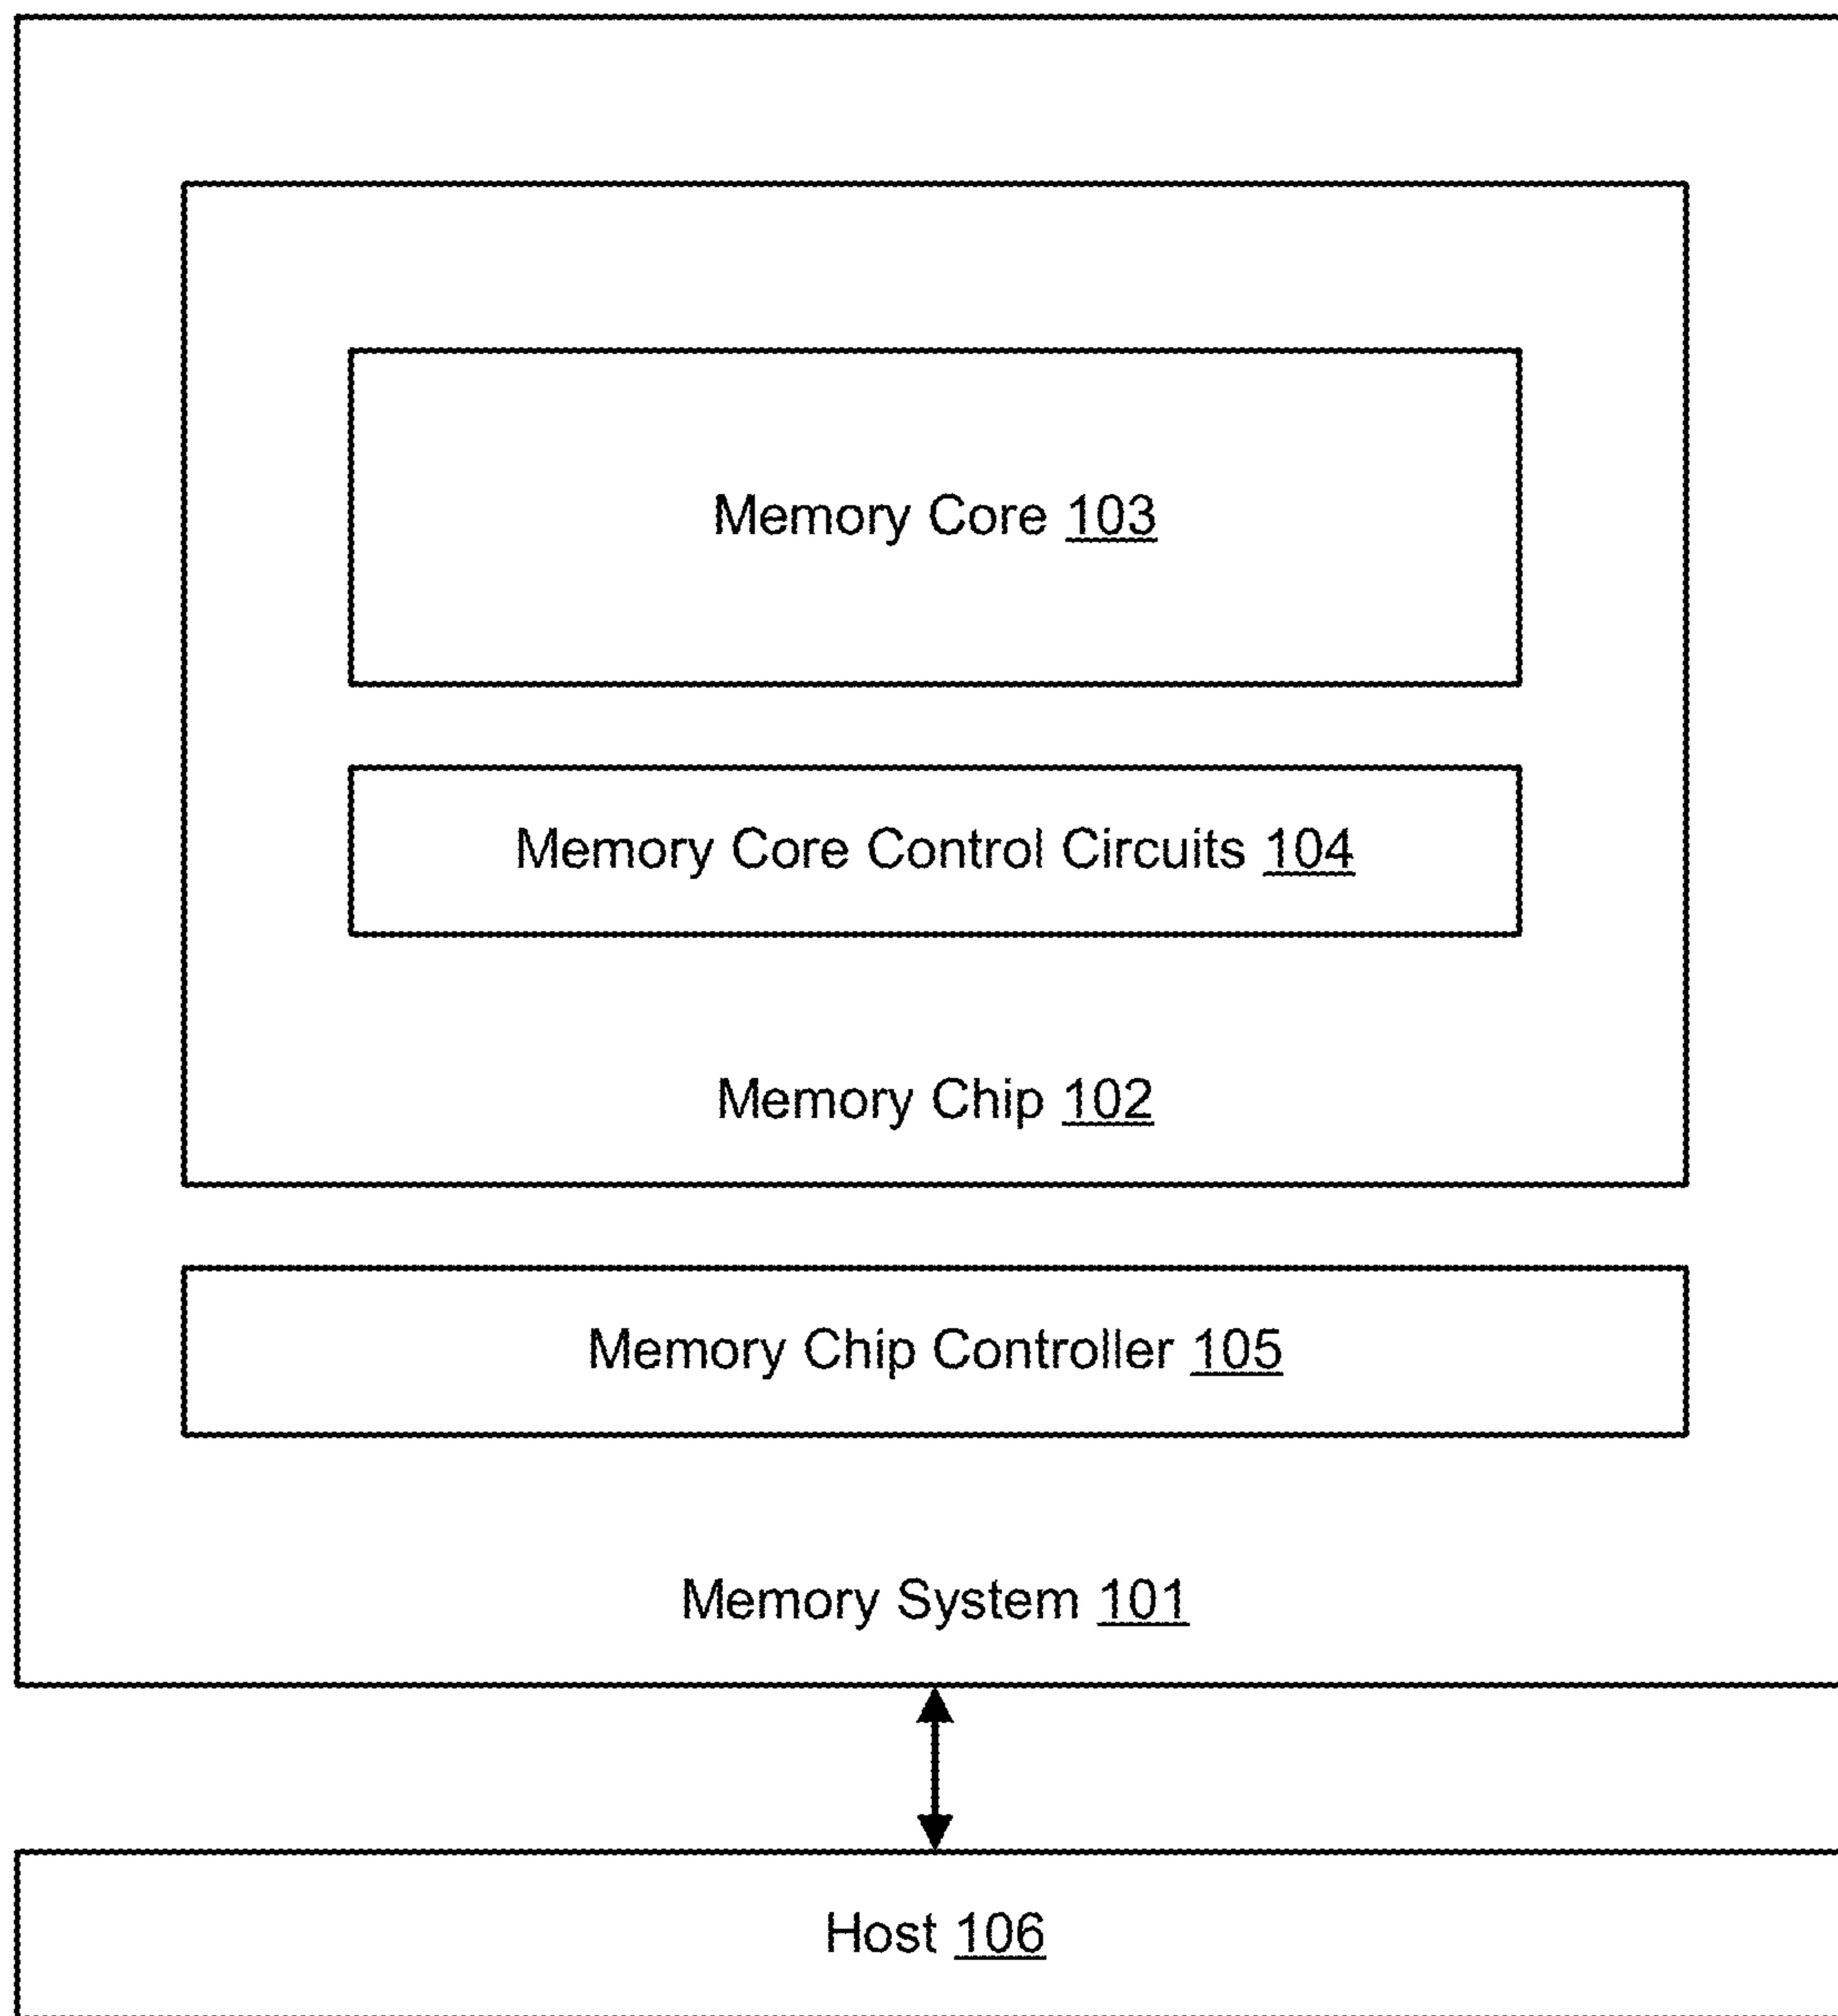 Memory Core 103
Memory Core Control Circuits 104
Memory Chip 102
Memory Chip Controller 105
Memory System 101
Host 106